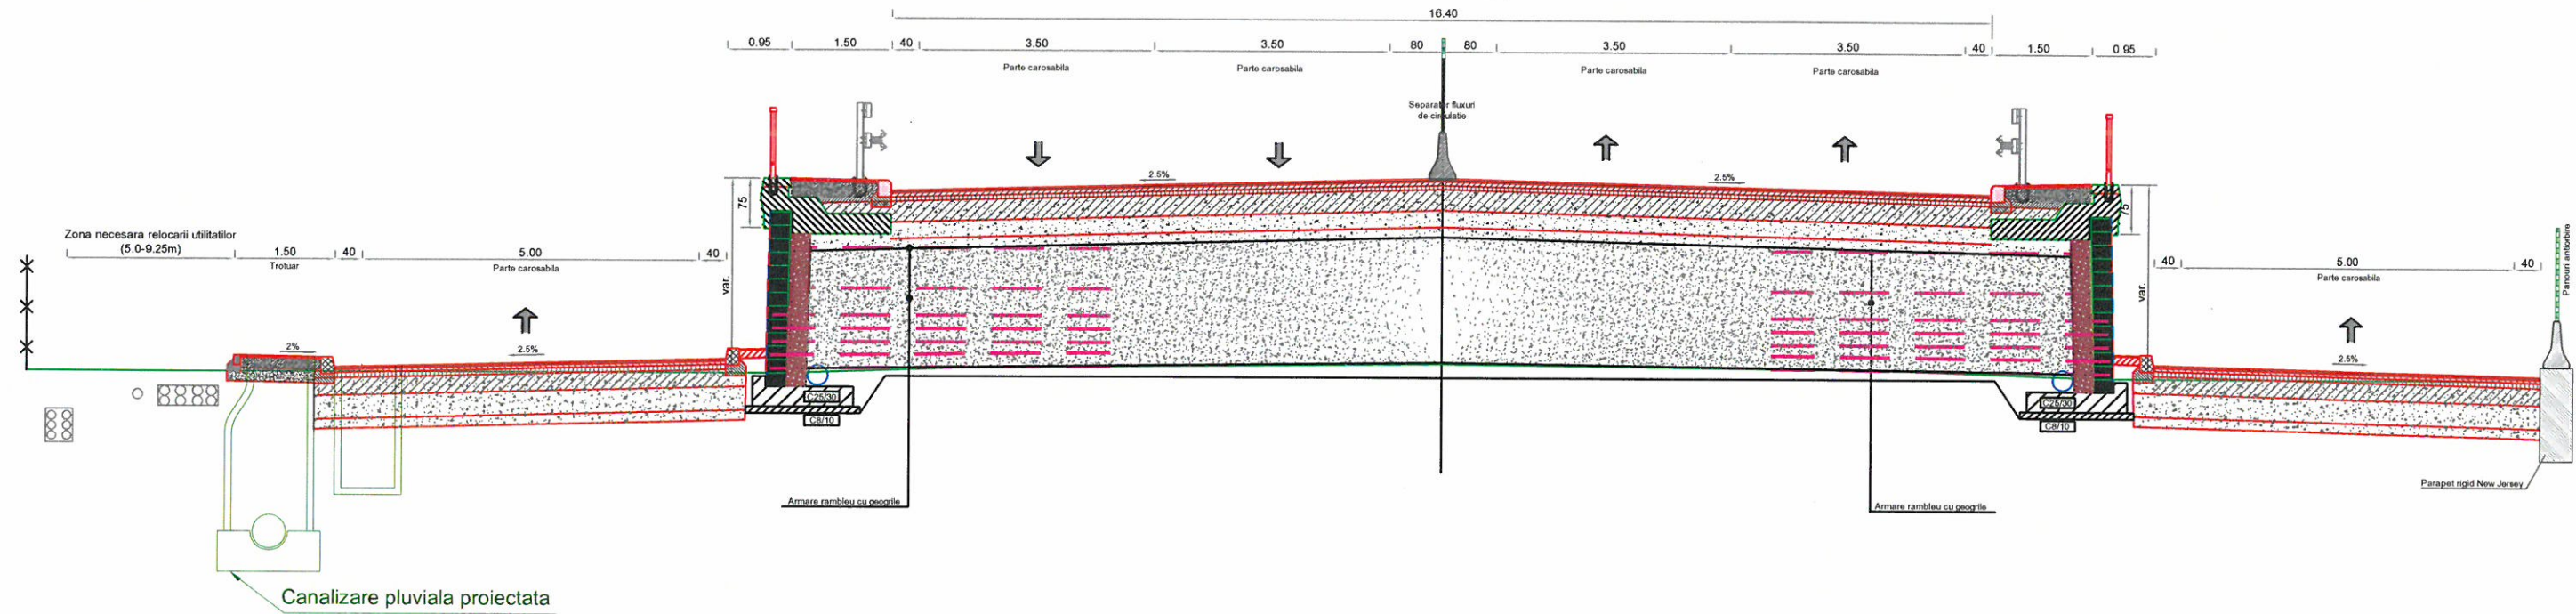 16.40
0.95 1.50 40 3.50 3.50 80 80 3.50 3.50 40 1.50 0.95
Parte carosabila Parte carosabila Parte carosabila Parte carosabila
Separator fluxuri
de circulatie
2.5% 2.5%
75 75
Zona necesara relocarii utilitatilor
(5.0-9.25m)
1.50 40 5.00 40
Trotuar Parte carosabila
var. var.
40 5.00 40
Parte carosabila
Panouri antiorbire
2% 2.5% 2.5%
C25/30 C25/30
C8/10 C8/10
Armare rambleu cu geogrile
Armare rambleu cu geogrile
Parapet rigid New Jersey
Canalizare pluviala proiectata